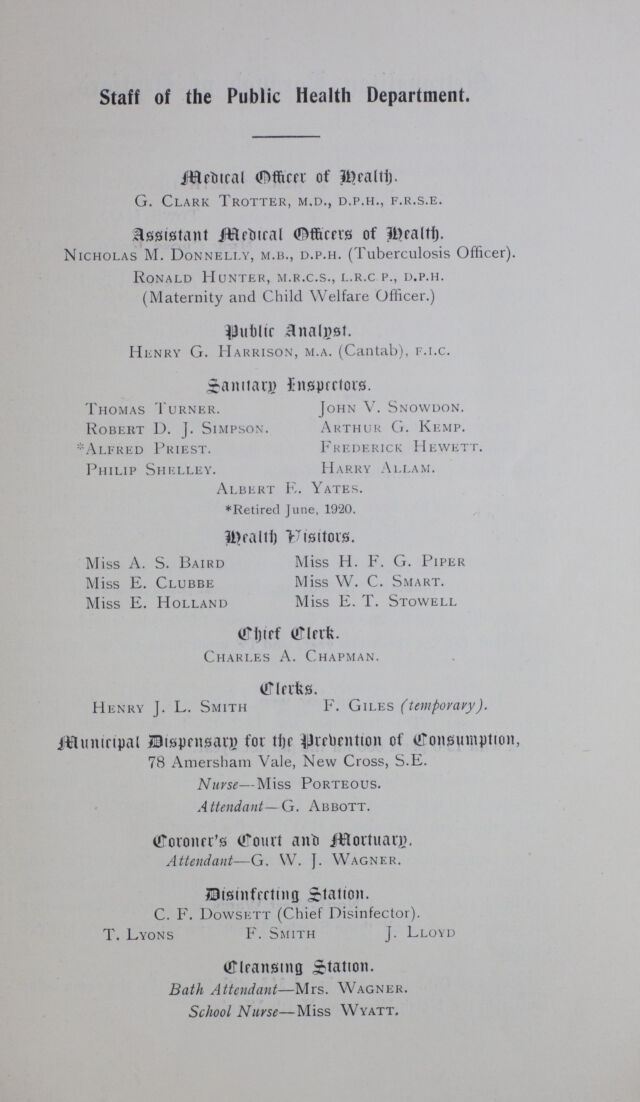 Staff of the Public Health Department.
Medical Officer of Health.
G. CLARK TROTTER, M.D., D.P.H., F.R.S.E.
Assistant Medical Officers of Health.
NICHOLAS M. DONNELLY, M.B., D.P.H. (Tuberculosis Officer).
RONALD HUNTER, M.R.C.S., L.R.C P., D.P.H.
(Maternity and Child Welfare Officer.)
Public Analyst.
HENRY G. HARRISON, M.A. (Cantab), F.I.C.
Sanitary Inspectors.
THOMAS TURNER. JOHN V. SNOWDON.
ROBERT D. J. SIMPSON. ARTHUR G. KEMP.
*ALFRED PRIEST. FREDERICK HEWETT.
PHILIP SHELLEY. HARRY ALLAM.
ALBERT E. YATES.
*Retired June, 1920.
Health Visitors.
Miss A. S. BAIRD Miss H. F. G. PIPER
Miss E. CLUBBE Miss W. C. SMART.
Miss E. HOLLAND Miss E. T. STOWELL
Chief Clerk.
CHARLES A. CHAPMAN.
Clerks.
HENRY J. L. SMITH F. GILES (temporary).
Municipal Dispensary for the Prevention of Consumption,
78 Amersham Vale, New Cross, S.E.
Nurse—Miss PORTEOUS.
Attendant—G. ABBOTT.
Coroner's Court and Mortuary.
Attendant—G. W. J. WAGNER.
Disinfecting Station.
C. F. DOWSETT (Chief Disinfector).
T. LYONS F. SMITH J. LLOYD
Cleansing Station.
Bath Attendant—Mrs. WAGNER.
School Nurse—Miss WYATT.